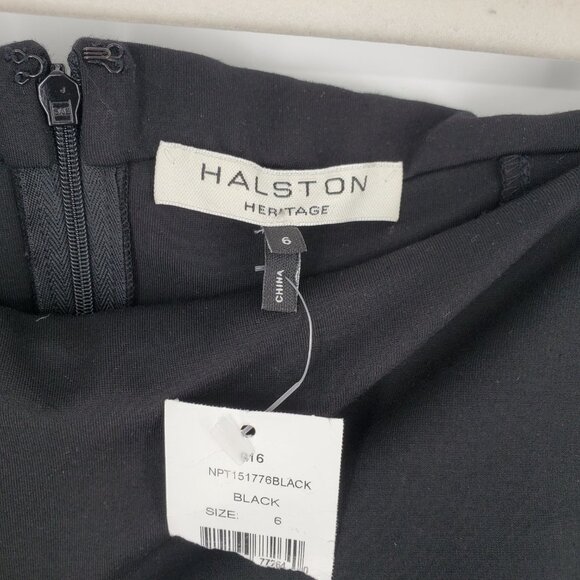 HALSTON
HERITAGE
6
CHINA
NPT151776BLACK
BLACK
SIZE: 6